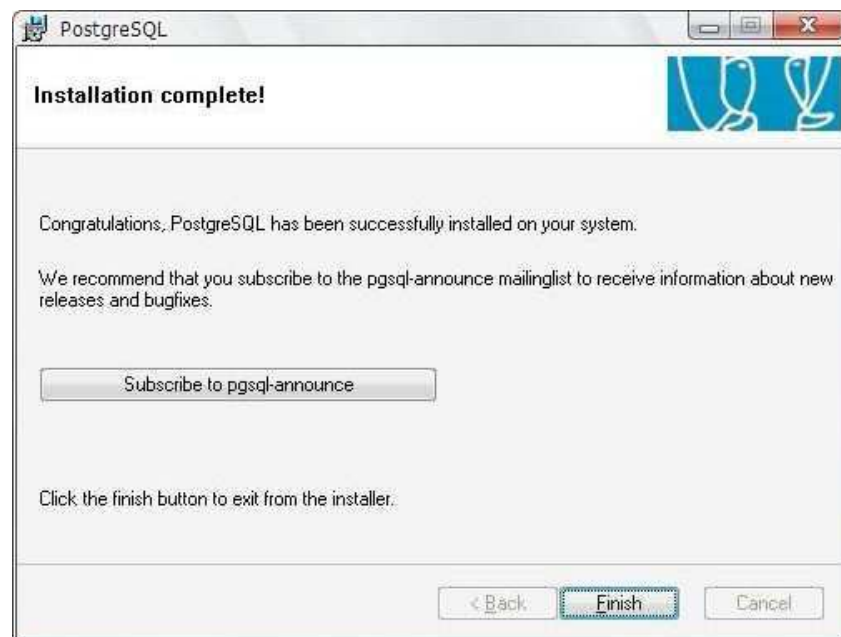 PostgreSQL
Installation complete!
Congratulations, PostgreSQL has been successfully installed on your system.
We recommend that you subscribe to the pgsql-announce mailinglist to receive information about new
releases and bugfixes.
Subscribe to pgsql-announce
Click the finish button to exit from the installer.
< Back
Finish
Cancel